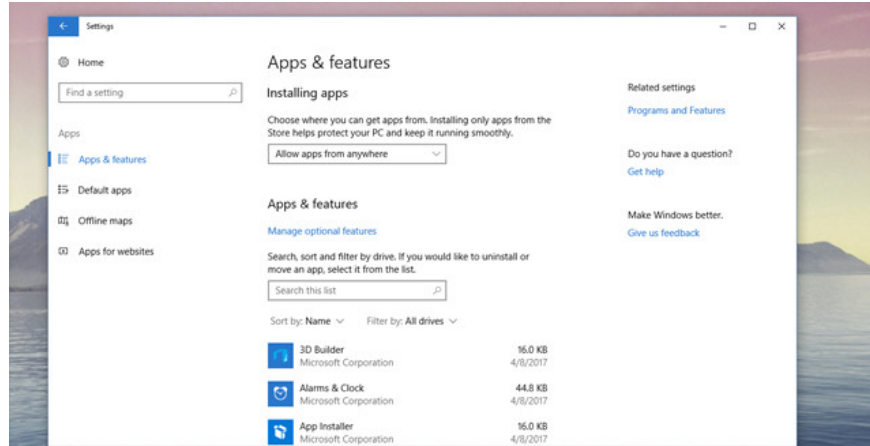 Settings
Home
Find a setting
Apps
Apps & features
Default apps
Offline maps
Apps for websites
Apps & features
Installing apps
Choose where you can get apps from. Installing only apps from the
Store helps protect your PC and keep it running smoothly.
Allow apps from anywhere
Apps & features
Manage optional features
Search, sort and filter by drive. If you would like to uninstall or
move an app, select it from the list.
Search this list
Sort by: Name Filter by: All drives
3D Builder 16.0 KB
Microsoft Corporation 4/8/2017
Alarms & Clock 44.8 KB
Microsoft Corporation 4/8/2017
App Installer 16.0 KB
Microsoft Corporation 4/8/2017
Related settings
Programs and Features
Do you have a question?
Get help
Make Windows better.
Give us feedback